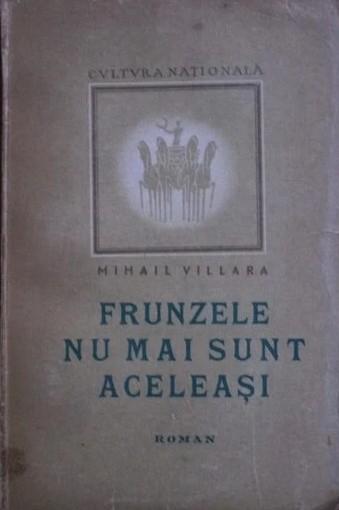 CVLTVRA NAȚIONALĂ
MIHAIL VILLARA
FRUNZELE
NU MAI SUNT
ACELEAȘI
ROMAN